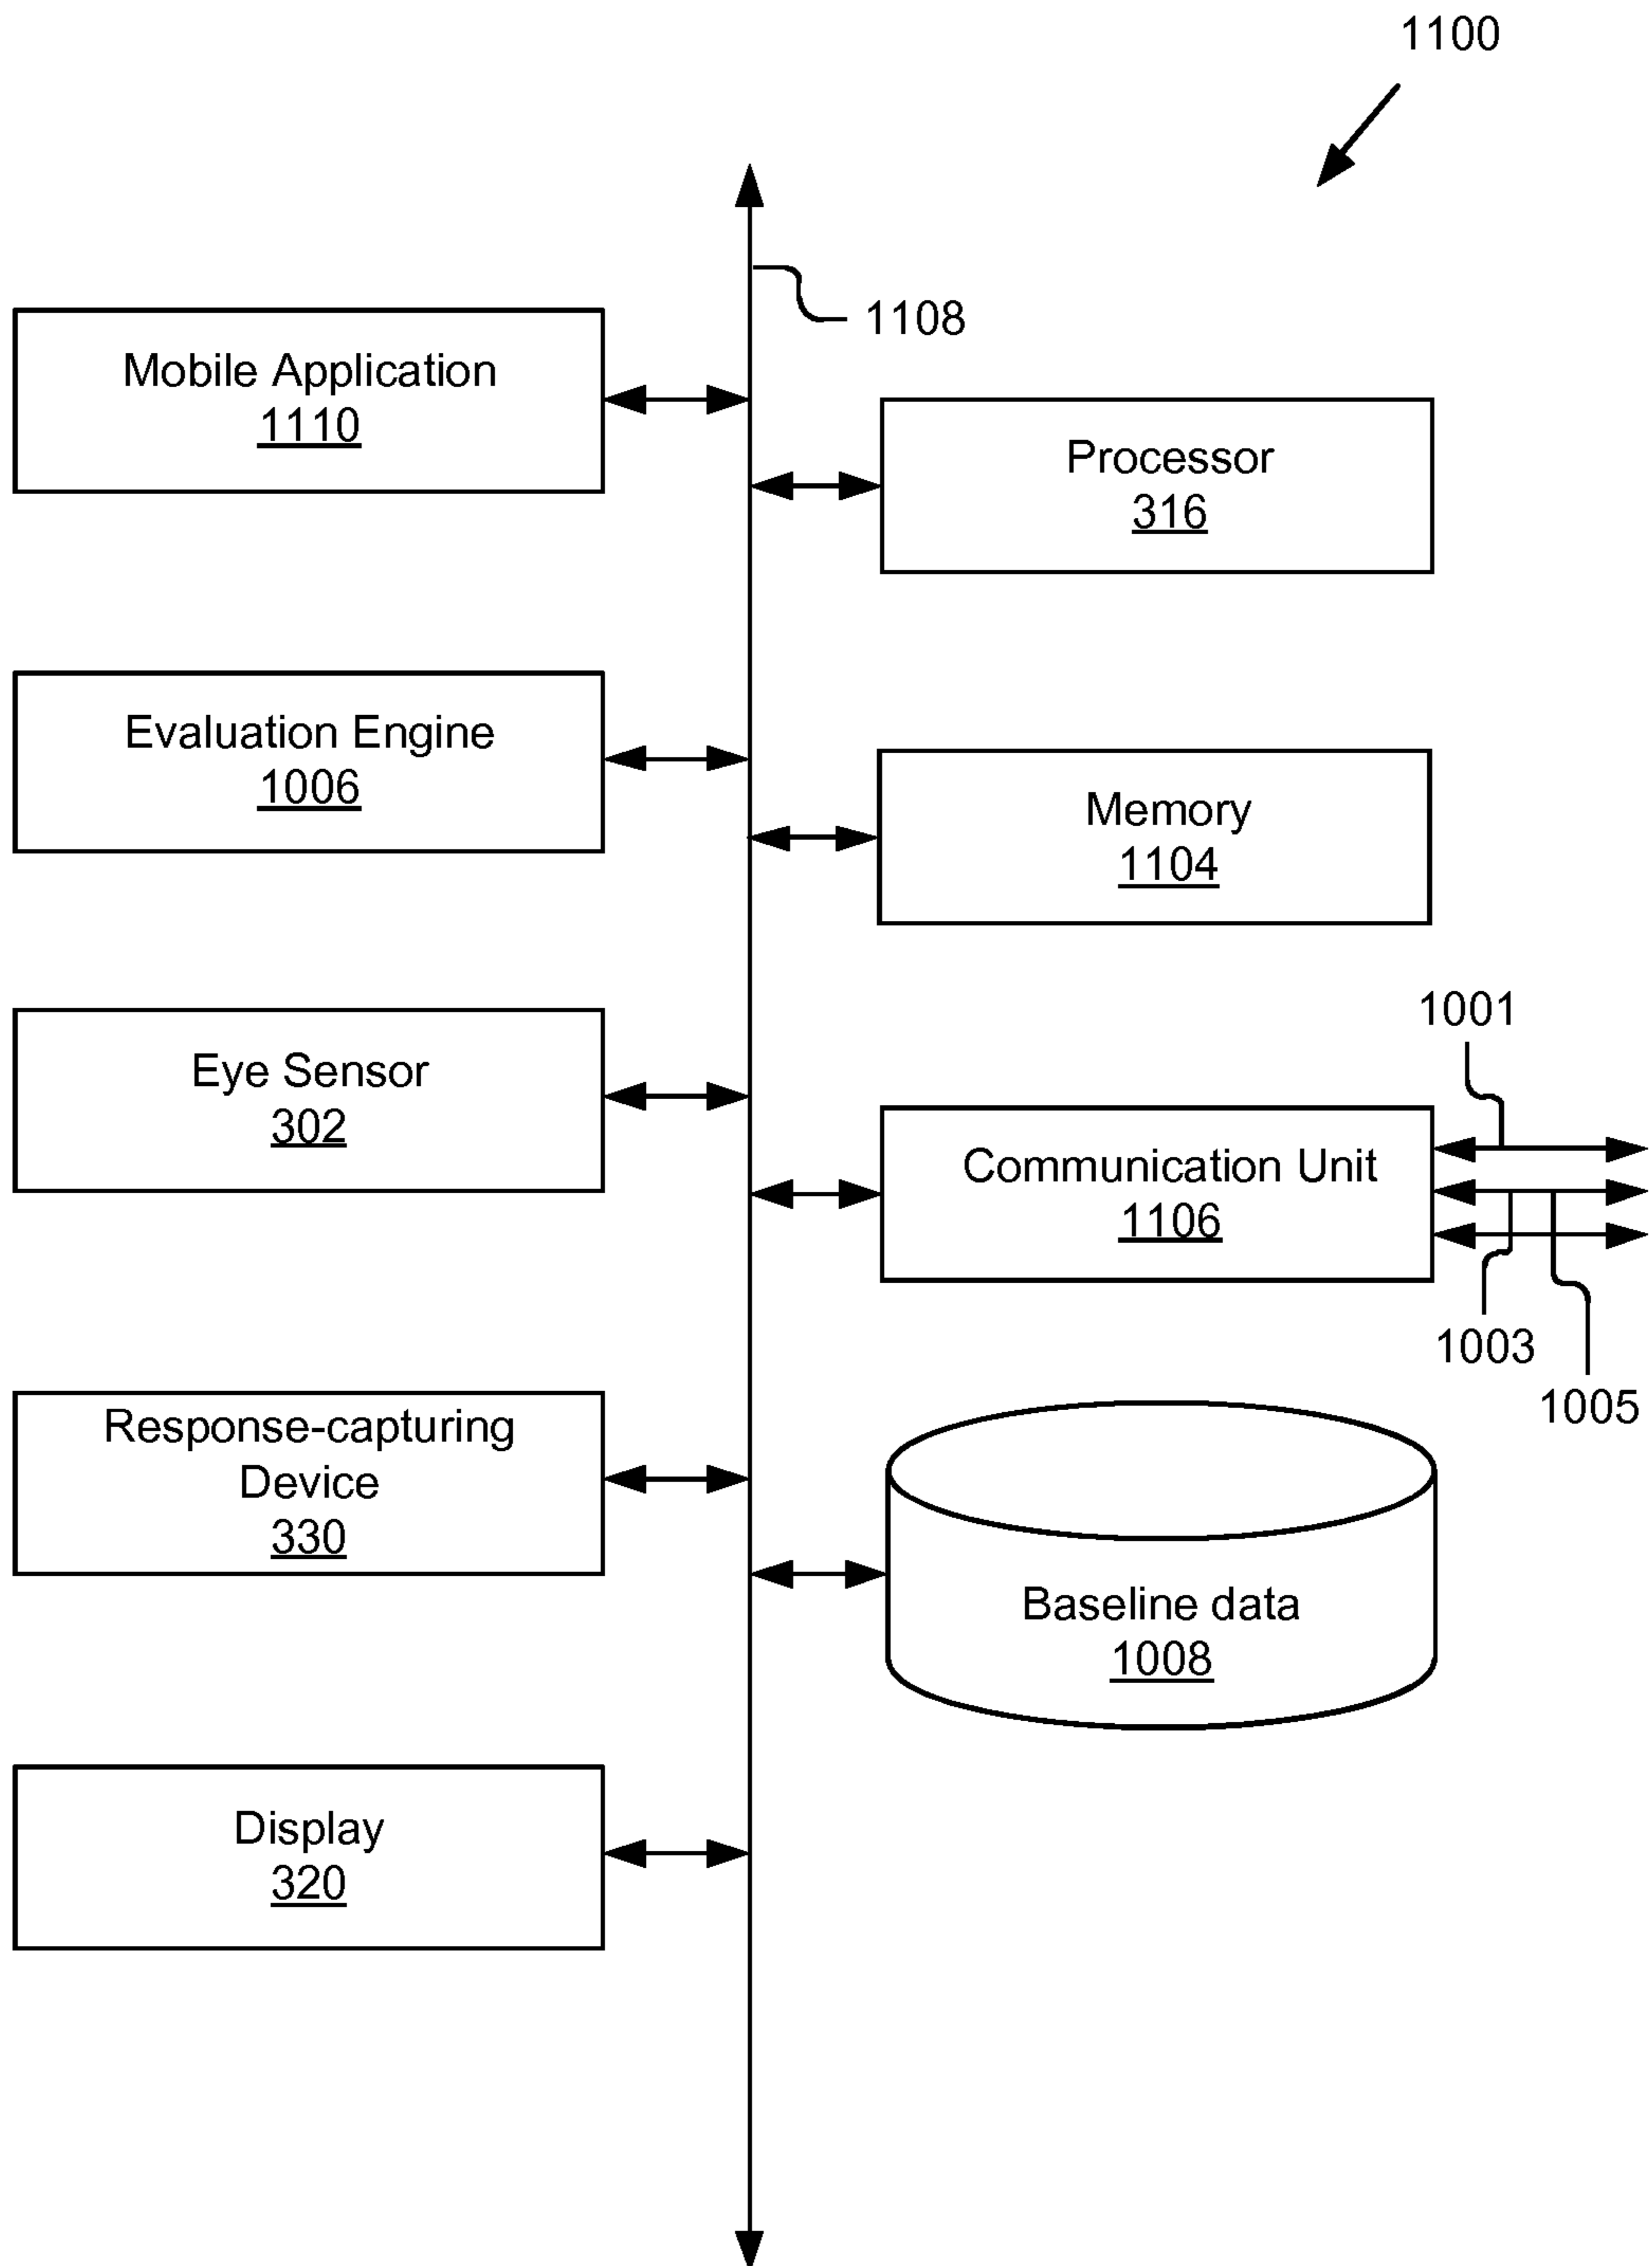 1100
1108
Mobile Application
1110
Processor
316
Evaluation Engine
1006
Memory
1104
Eye Sensor
302
1001
Communication Unit
1106
1003
1005
Response-capturing
Device
330
Baseline data
1008
Display
320